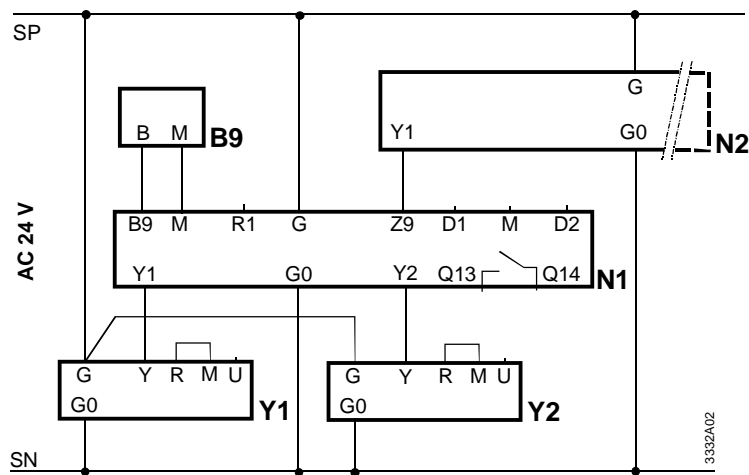 SP
G
B M B9
Y1 G0 N2
AC 24 V
B9 M R1 G Z9 D1 M D2
Y1 G0 Y2 Q13 Q14 N1
G Y R M U
G0 Y1
G Y R M U
G0 Y2
SN
3332A02